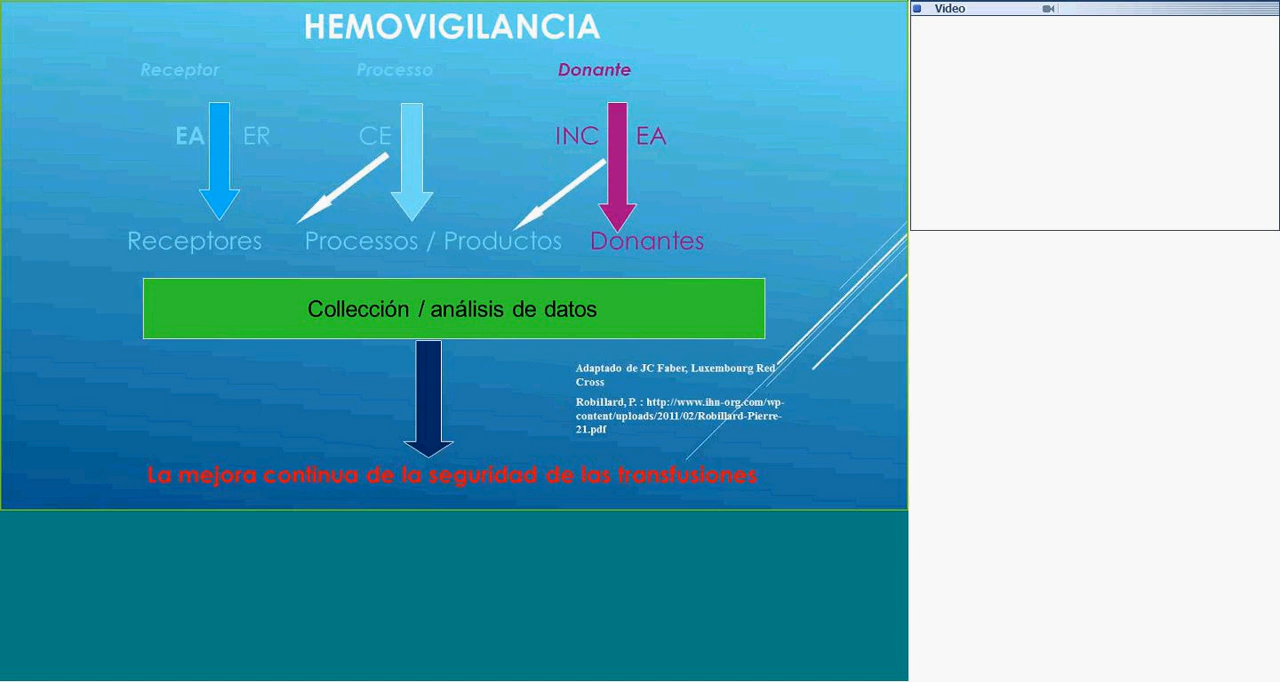 HEMOVIGILANCIA
Receptor Processo Donante
EA ER CE INC EA
Receptores Processos / Productos Donantes
Collección / análisis de datos
Adaptado de JC Faber, Luxembourg Red
Cross
Robillard, P. : http://www.ihn-org.com/wp-
content/uploads/2011/02/Robillard-Pierre-
21.pdf
La mejora continua de la seguridad de las transfusiones
Video